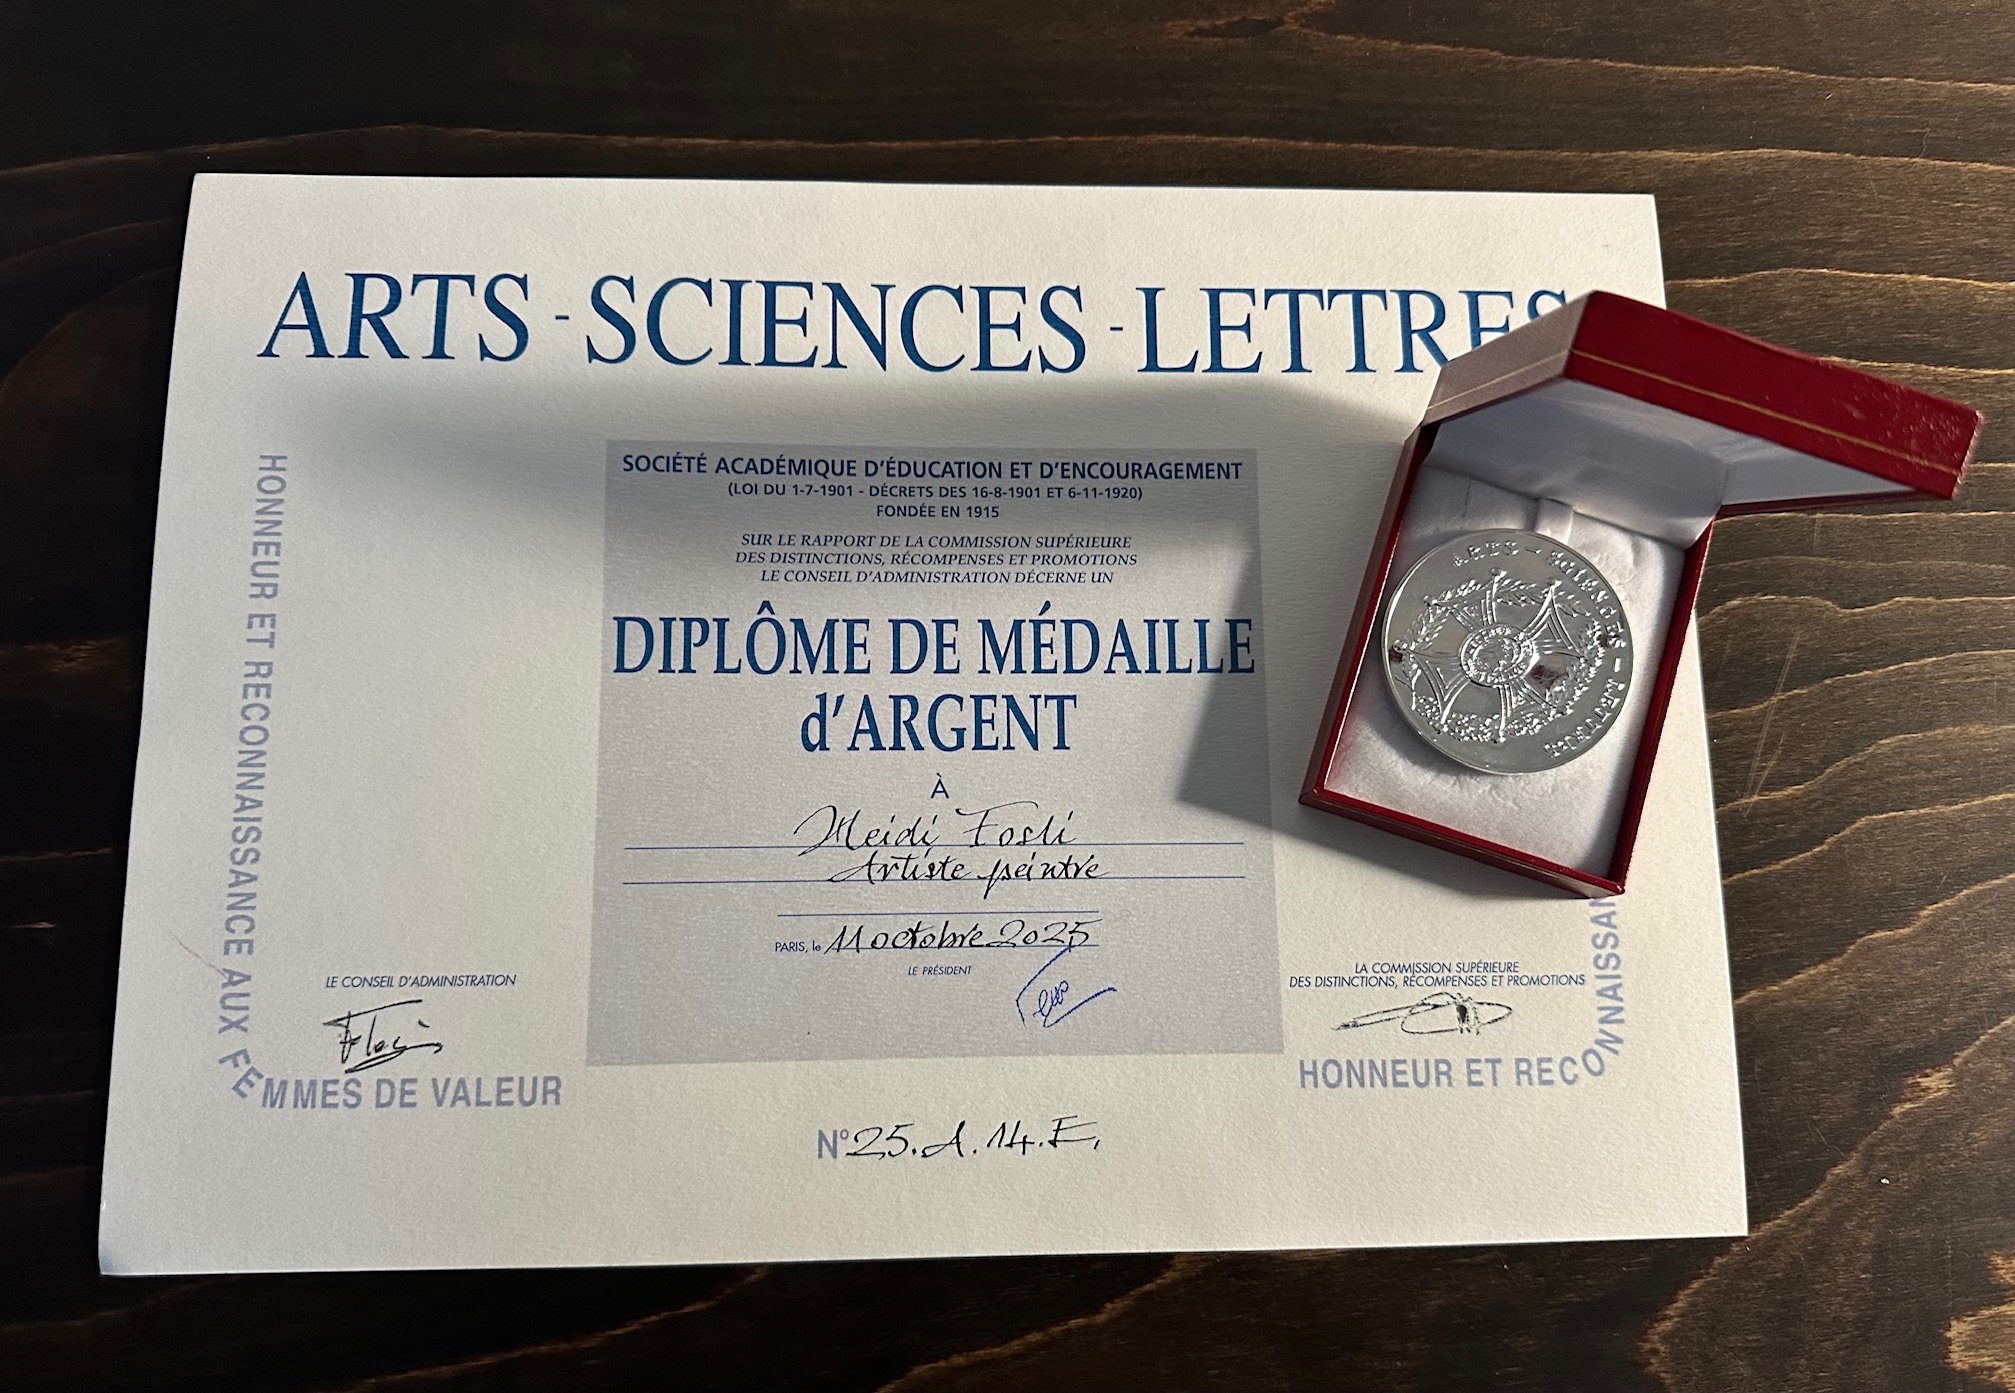 ARTS - SCIENCES - LETTRES
SOCIÉTÉ ACADÉMIQUE D'ÉDUCATION ET D'ENCOURAGEMENT
(LOI DU 1-7-1901 - DÉCRETS DES 16-8-1901 ET 6-11-1920)
FONDÉE EN 1915
SUR LE RAPPORT DE LA COMMISSION SUPÉRIEURE
DES DISTINCTIONS, RÉCOMPENSES ET PROMOTIONS
LE CONSEIL D'ADMINISTRATION DÉCERNE UN
DIPLÔME DE MÉDAILLE
d'ARGENT
À
Heidi Fosli
Artiste peintre
PARIS, le 11 octobre 2025
LE PRÉSIDENT
LE CONSEIL D'ADMINISTRATION
LA COMMISSION SUPÉRIEURE
DES DISTINCTIONS, RÉCOMPENSES ET PROMOTIONS
HONNEUR ET RECONNAISSANCE AUX FEMMES DE VALEUR
HONNEUR ET RECONNAISSAN
N° 25.A.14.E.
ARTS - SCIENCES - LETTRES